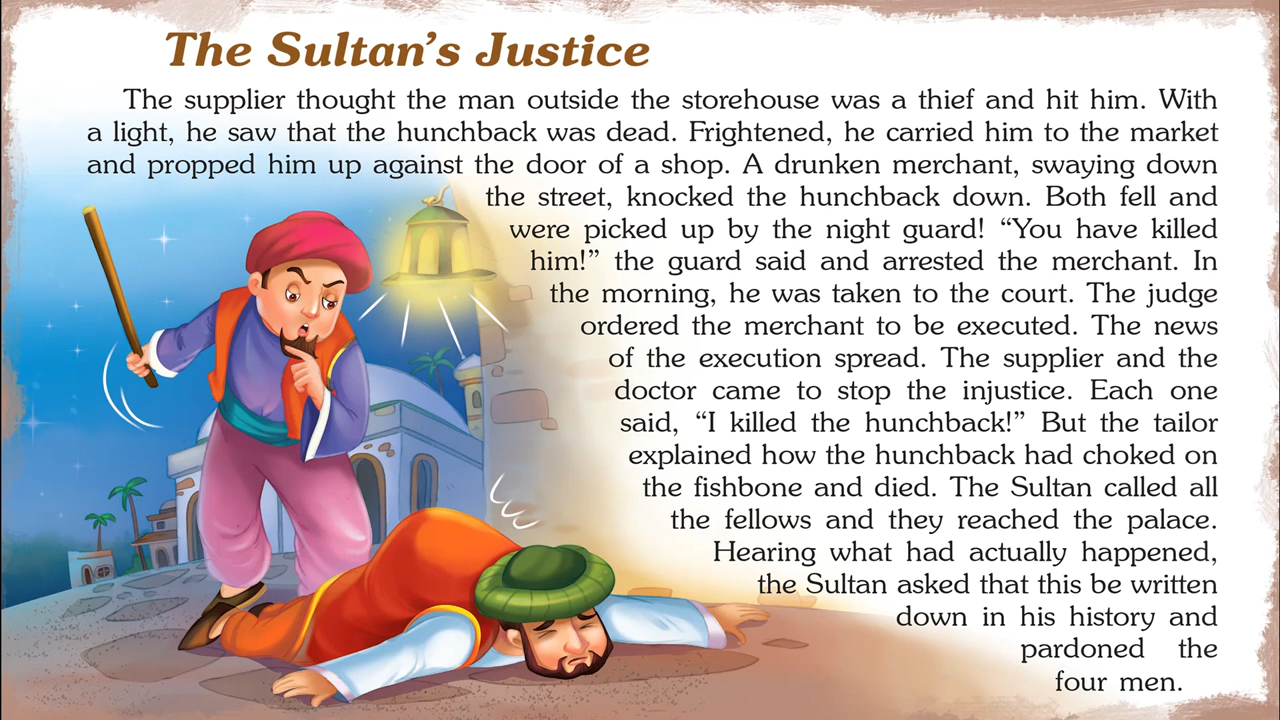 The Sultan's Justice
The supplier thought the man outside the storehouse was a thief and hit him. With
a light, he saw that the hunchback was dead. Frightened, he carried him to the market
and propped him up against the door of a shop. A drunken merchant, swaying down
the street, knocked the hunchback down. Both fell and
were picked up by the night guard! “You have killed
him!” the guard said and arrested the merchant. In
the morning, he was taken to the court. The judge
ordered the merchant to be executed. The news
of the execution spread. The supplier and the
doctor came to stop the injustice. Each one
said, “I killed the hunchback!” But the tailor
explained how the hunchback had choked on
the fishbone and died. The Sultan called all
the fellows and they reached the palace.
Hearing what had actually happened,
the Sultan asked that this be written
down in his history and
pardoned the
four men.